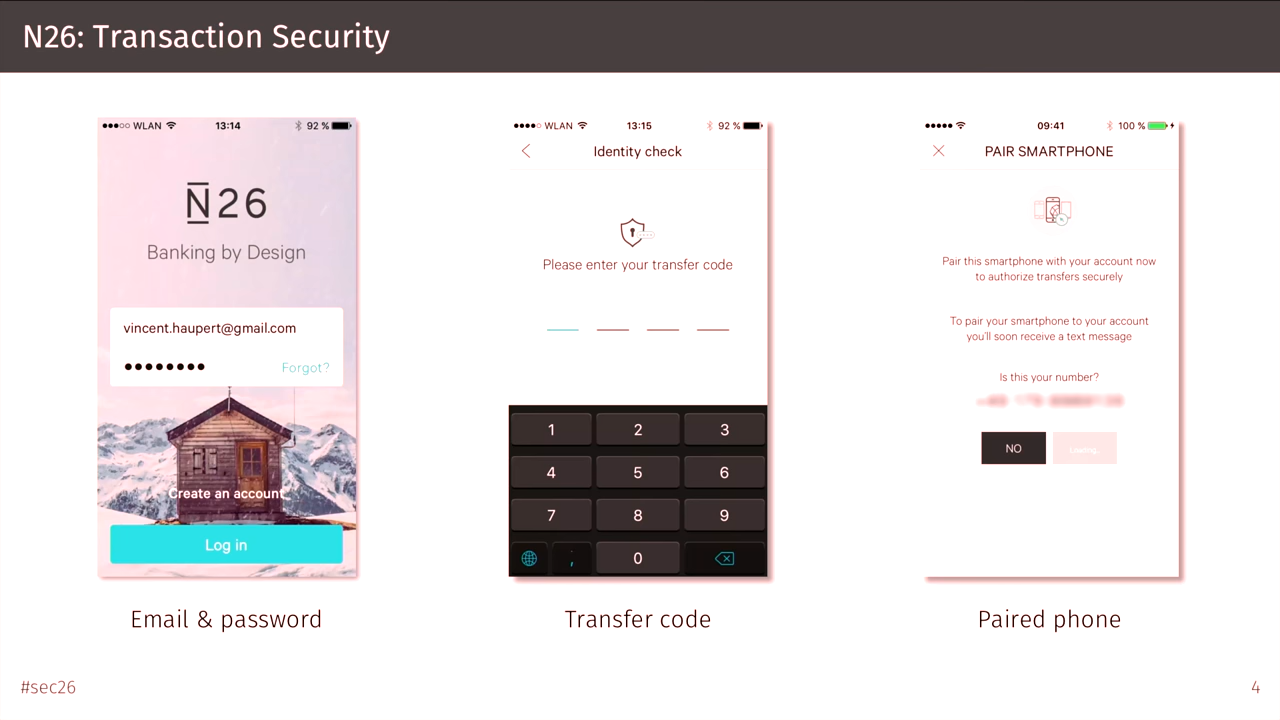 N26: Transaction Security
WLAN 13:14 92 %
N26
Banking by Design
vincent.haupert@gmail.com
Forgot?
Create an account
Log in
Email & password
WLAN 13:15 92 %
Identity check
Please enter your transfer code
1 2 3
4 5 6
7 8 9
0
Transfer code
09:41 100 %
PAIR SMARTPHONE
Pair this smartphone with your account now
to authorize transfers securely
To pair your smartphone to your account
you'll soon receive a text message
Is this your number?
NO
Loading..
Paired phone
#sec26
4